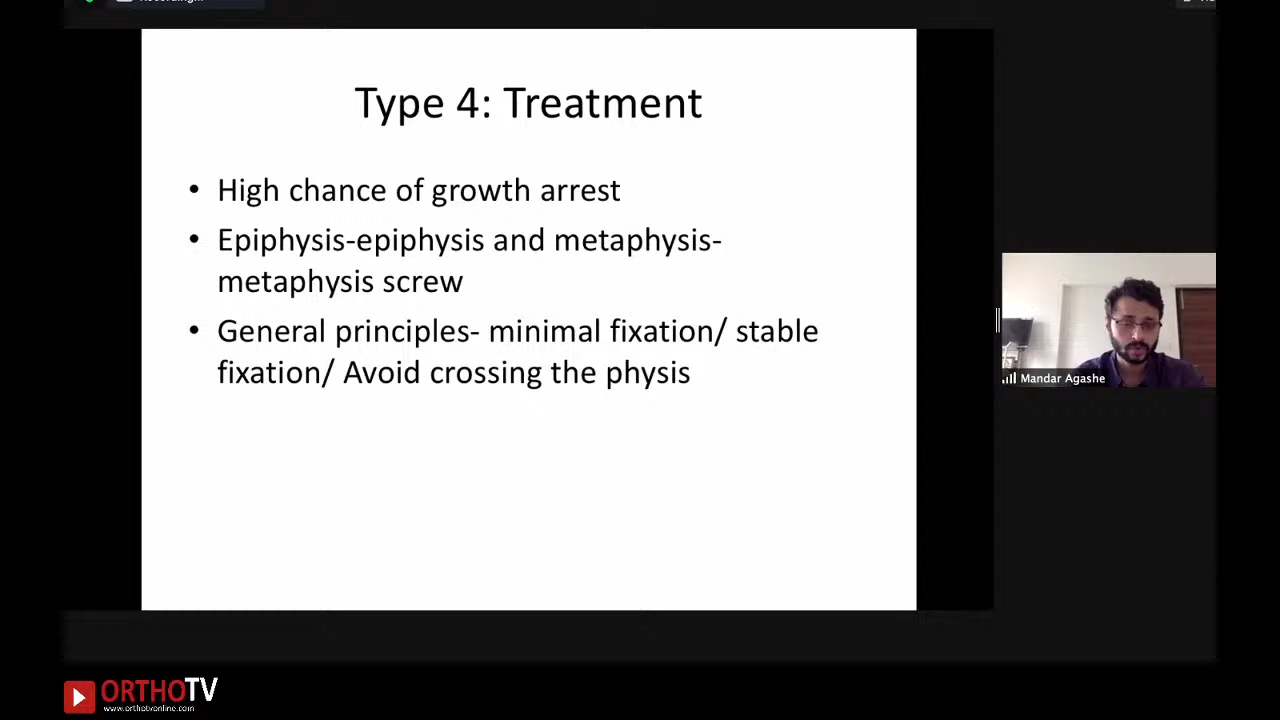 Type 4: Treatment
• High chance of growth arrest
• Epiphysis-epiphysis and metaphysis-
metaphysis screw
• General principles- minimal fixation/ stable
fixation/ Avoid crossing the physis
Mandar Agashe
ORTHOTV
www.orthotvonline.com